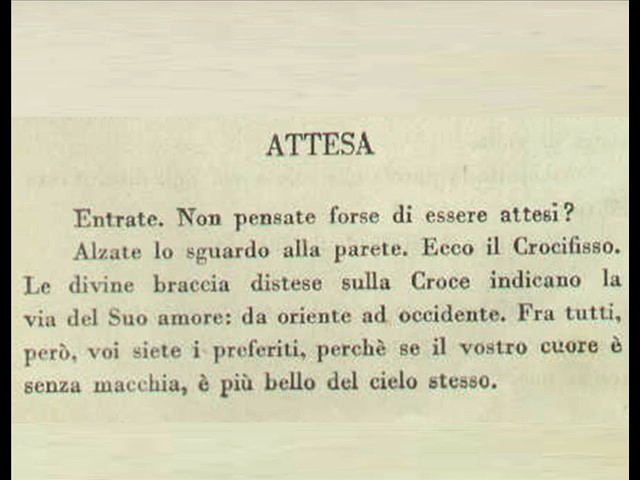 ATTESA
Entrate. Non pensate forse di essere attesi?
Alzate lo sguardo alla parete. Ecco il Crocifisso.
Le divine braccia distese sulla Croce indicano la
via del Suo amore: da oriente ad occidente. Fra tutti,
però, voi siete i preferiti, perchè se il vostro cuore è
senza macchia, è più bello del cielo stesso.